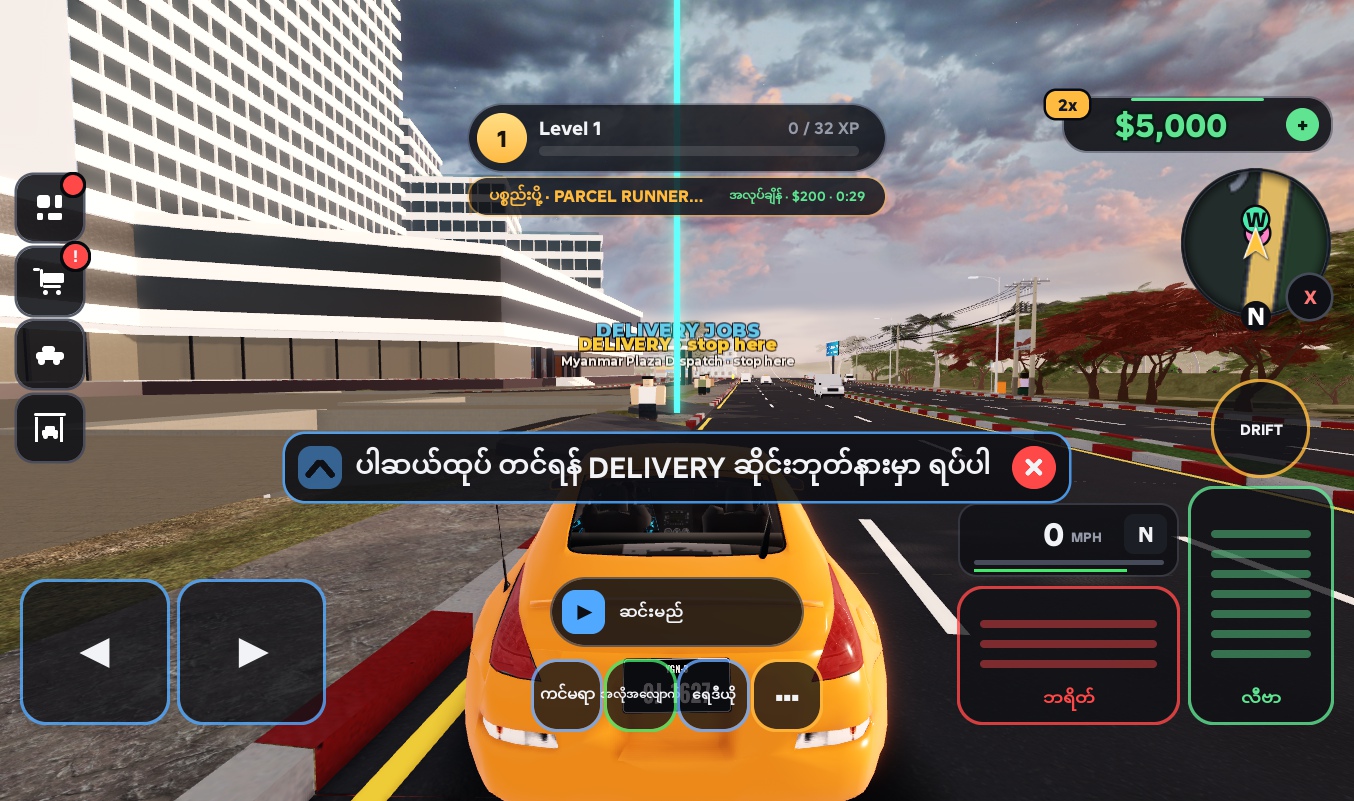 2x
$5,000
+
1
Level 1
0 / 32 XP
ပစ္စည်းပို့ · PARCEL RUNNER...
အလုပ်ချိန် · $200 · 0:29
!
W
X
N
DELIVERY JOBS
DELIVERY · stop here
Myanmar Plaza Dispatch · stop here
DRIFT
ပါဆယ်ထုပ် တင်ရန် DELIVERY ဆိုင်းဘုတ်နားမှာ ရပ်ပါ
0 MPH
N
ဆင်းမည်
ကင်မရာ
ရေဒီယို
ဘရိတ်
လီဗာ